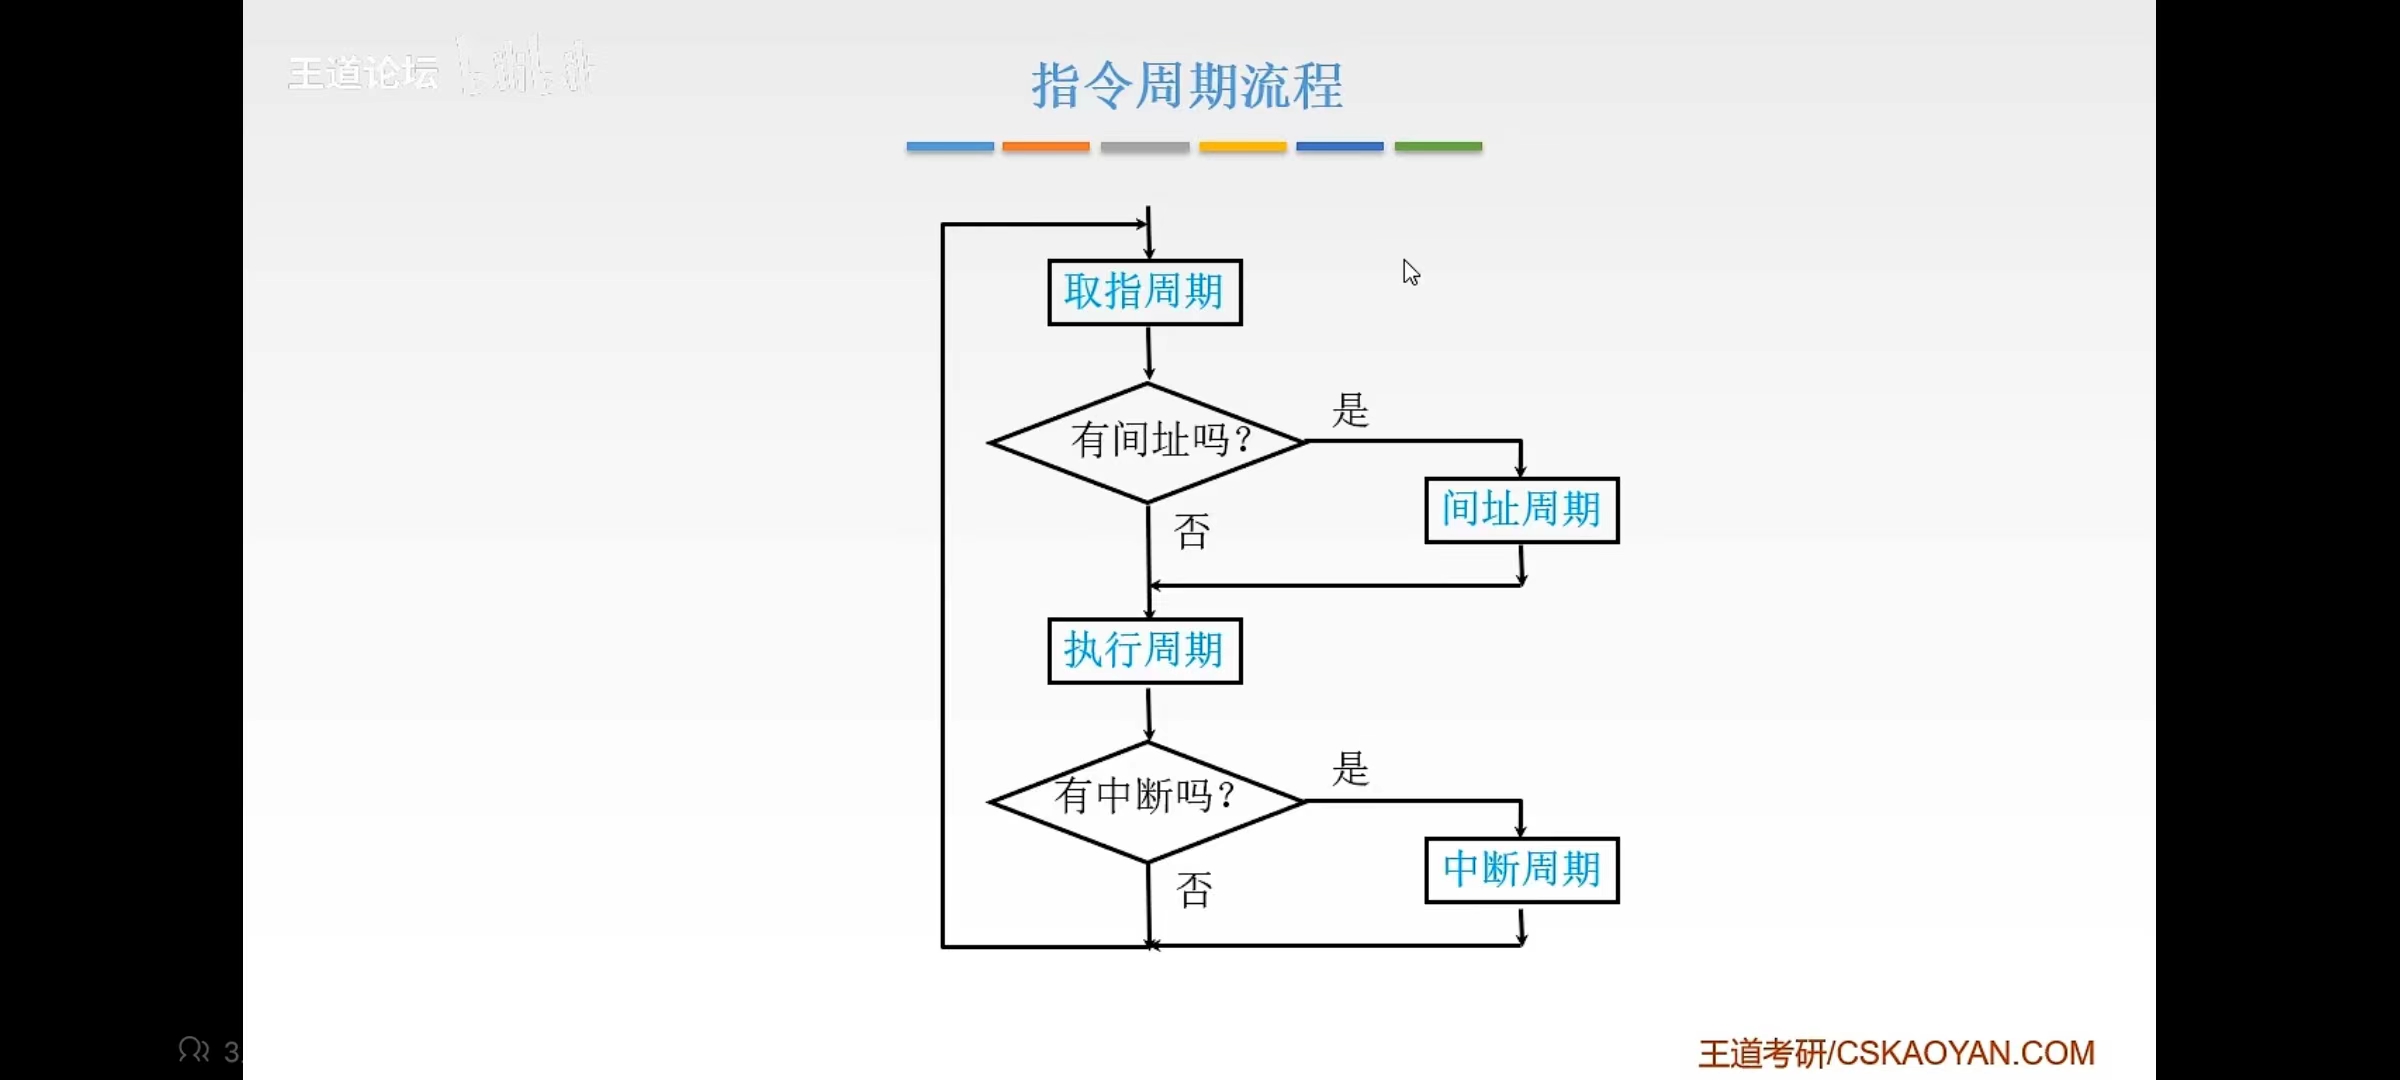 王道论坛 bilibili
指令周期流程
取指周期
有间址吗?
是
间址周期
否
执行周期
有中断吗?
是
中断周期
否
3
王道考研/CSKAOYAN.COM